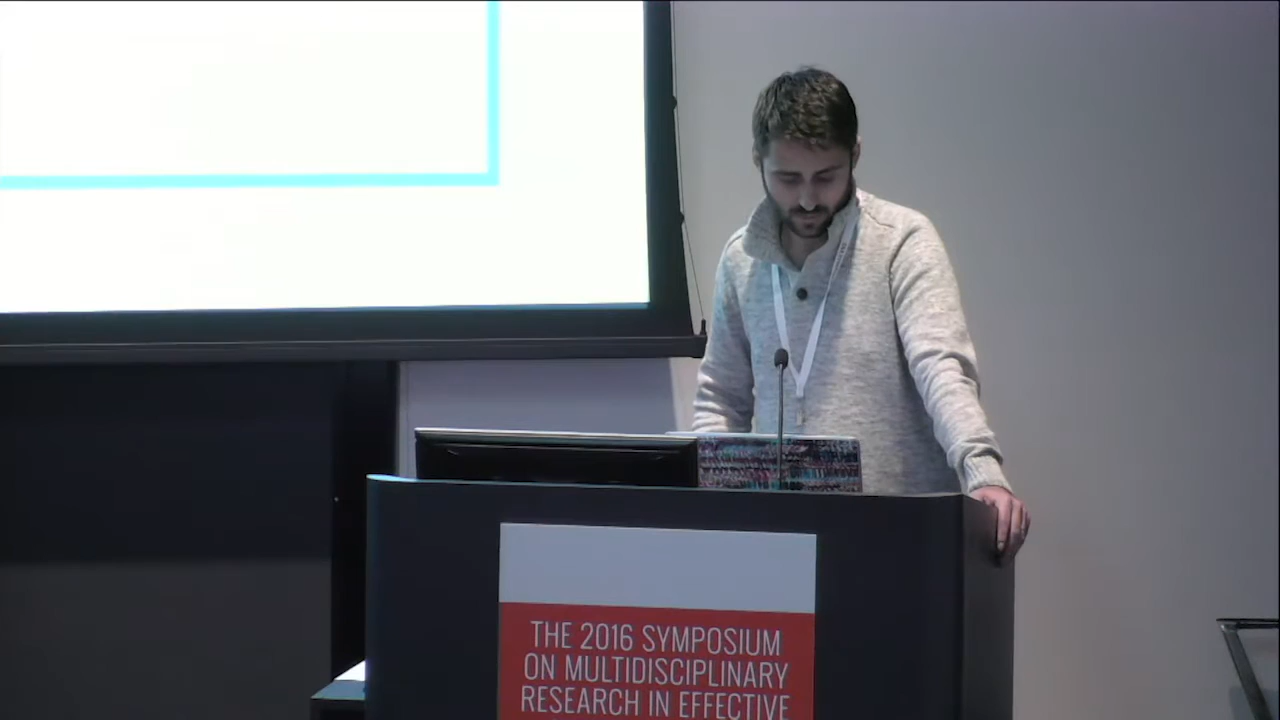 THE 2016 SYMPOSIUM
ON MULTIDISCIPLINARY
RESEARCH IN EFFECTIVE